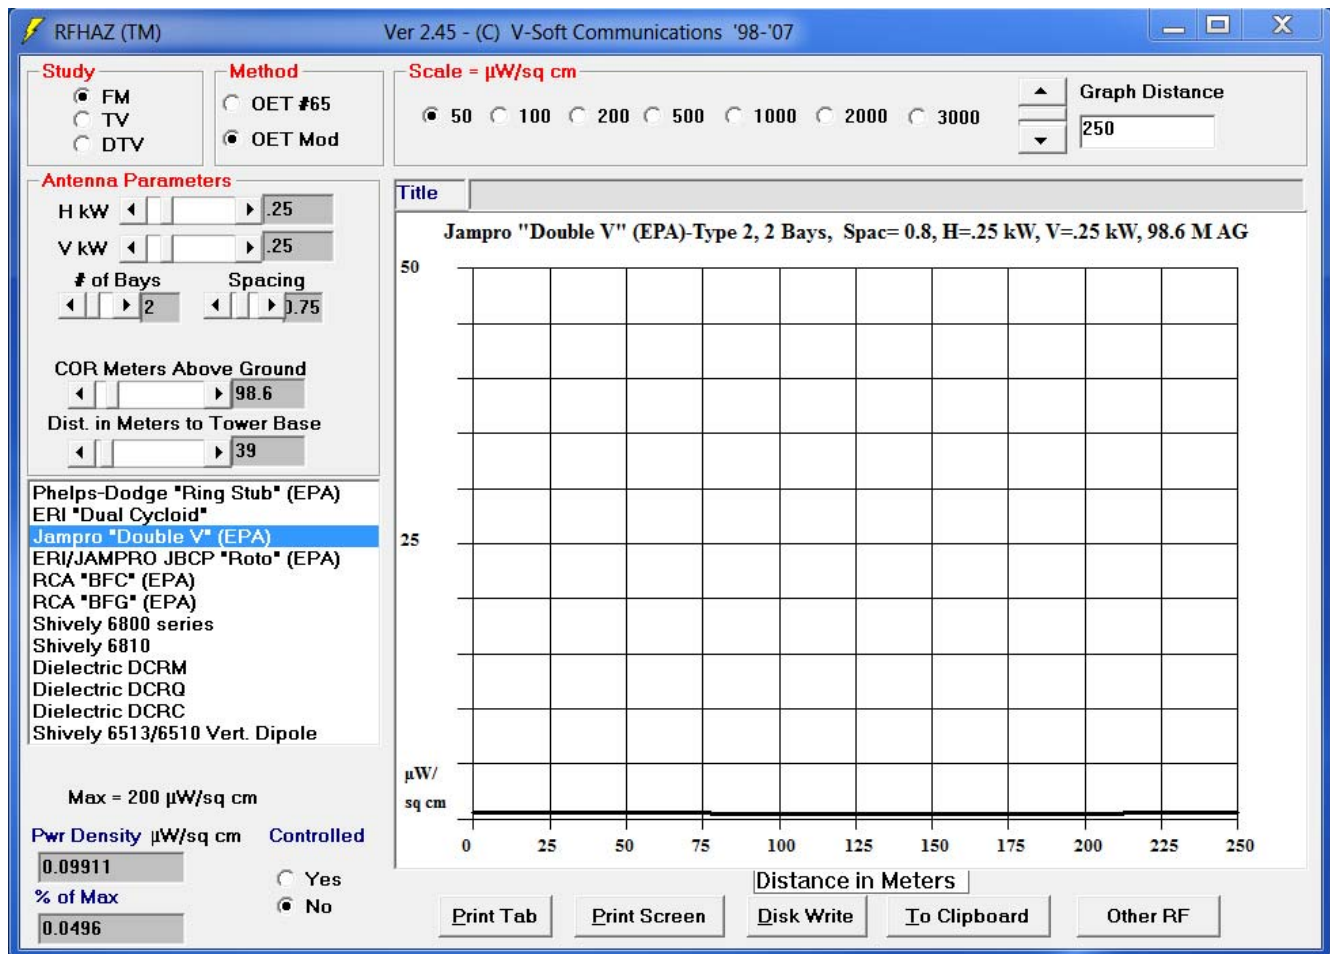 RFHAZ (TM) Ver 2.45 - (C) V-Soft Communications '98-'07
Study
FM
TV
DTV
Method
OET #65
OET Mod
Scale = µW/sq cm
50 100 200 500 1000 2000 3000
Graph Distance
250
Antenna Parameters
H kW .25
V kW .25
# of Bays Spacing
2 0.75
COR Meters Above Ground
98.6
Dist. in Meters to Tower Base
39
Phelps-Dodge "Ring Stub" (EPA)
ERI "Dual Cycloid"
Jampro "Double V" (EPA)
ERI/JAMPRO JBCP "Roto" (EPA)
RCA "BFC" (EPA)
RCA "BFG" (EPA)
Shively 6800 series
Shively 6810
Dielectric DCRM
Dielectric DCRQ
Dielectric DCRC
Shively 6513/6510 Vert. Dipole
Max = 200 µW/sq cm
Pwr Density µW/sq cm
0.09911
% of Max
0.0496
Controlled
Yes
No
Title
Jampro "Double V" (EPA)-Type 2, 2 Bays, Spac= 0.8, H=.25 kW, V=.25 kW, 98.6 M AG
50
25
µW/
sq cm
0 25 50 75 100 125 150 175 200 225 250
Distance in Meters
Print Tab Print Screen Disk Write To Clipboard Other RF